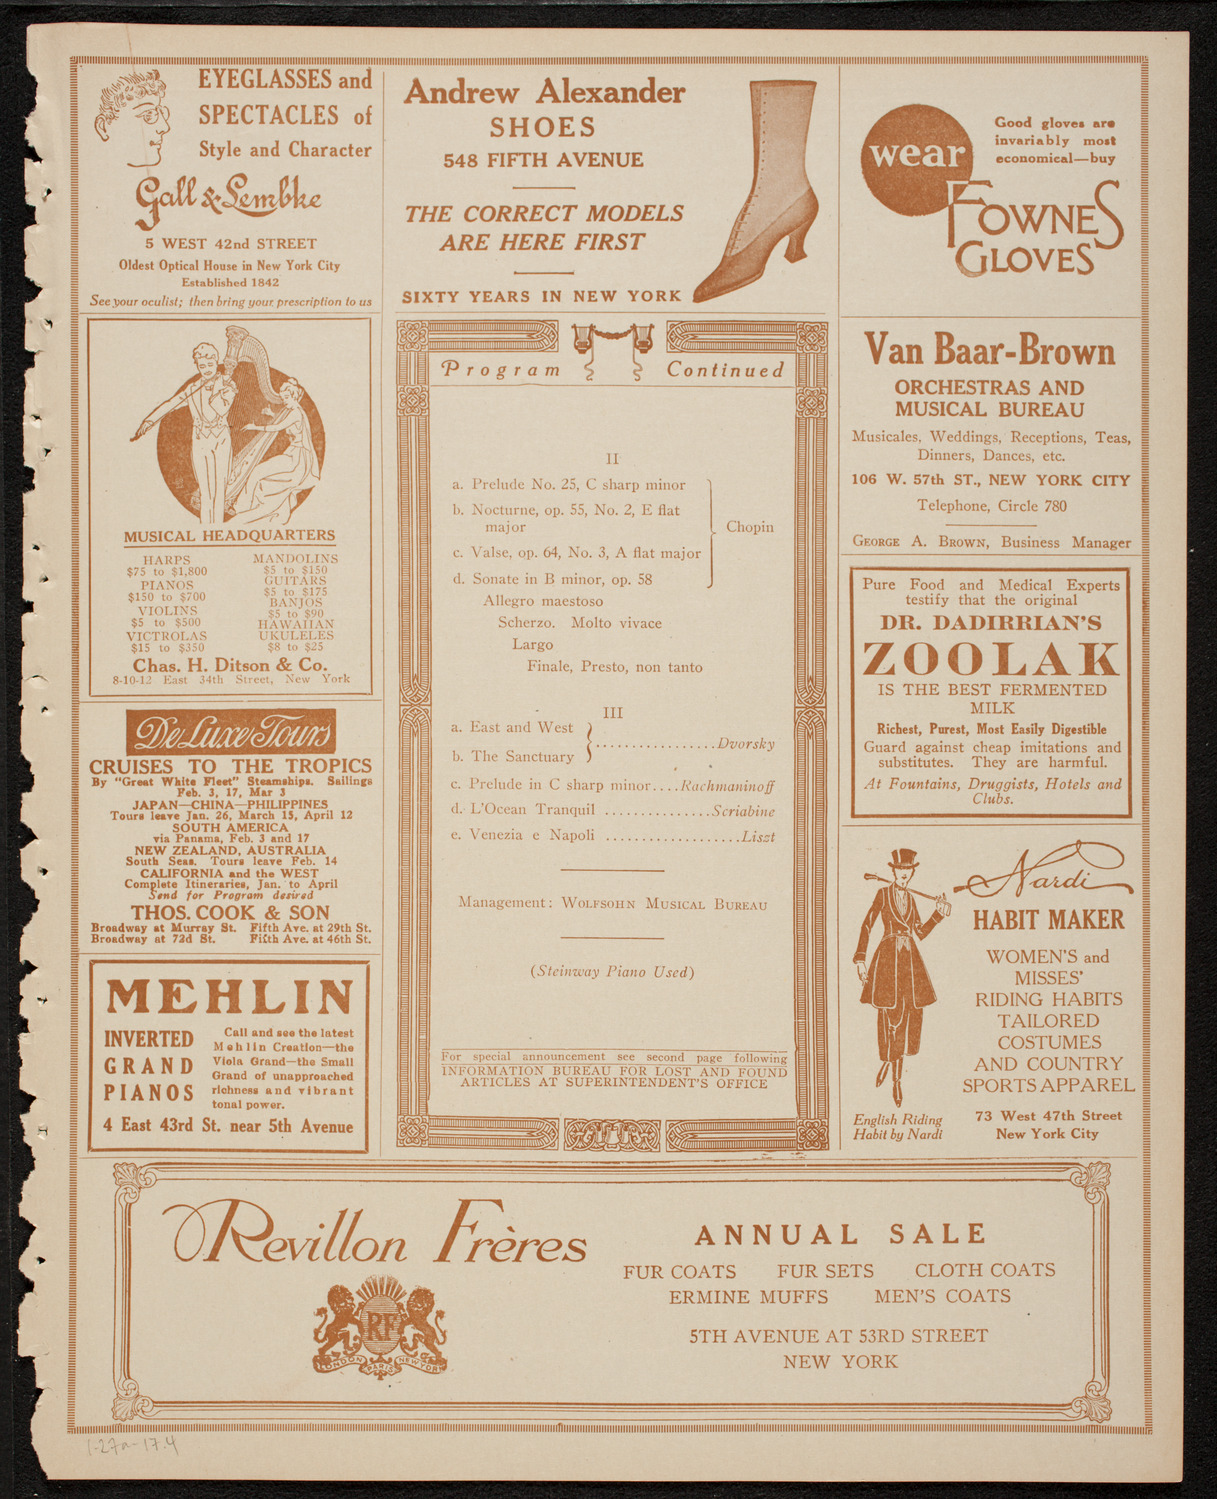 EYEGLASSES and
SPECTACLES of
Style and Character
Gall & Lembke
5 WEST 42nd STREET
Oldest Optical House in New York City
Established 1842
See your oculist; then bring your prescription to us
Andrew Alexander
SHOES
548 FIFTH AVENUE
THE CORRECT MODELS
ARE HERE FIRST
SIXTY YEARS IN NEW YORK
wear
Good gloves are
invariably most
economical—buy
FOWNES
GLOVES
MUSICAL HEADQUARTERS
HARPS
$75 to $1,800
PIANOS
$150 to $700
VIOLINS
$5 to $500
VICTROLAS
$15 to $350
MANDOLINS
$5 to $150
GUITARS
$5 to $175
BANJOS
$5 to $90
HAWAIIAN
UKULELES
$8 to $25
Chas. H. Ditson & Co.
8-10-12 East 34th Street, New York
De Luxe Tours
CRUISES TO THE TROPICS
By "Great White Fleet" Steamships. Sailings
Feb. 3, 17, Mar 3
JAPAN—CHINA—PHILIPPINES
Tours leave Jan. 26, March 15, April 12
SOUTH AMERICA
via Panama, Feb. 3 and 17
NEW ZEALAND, AUSTRALIA
South Seas. Tours leave Feb. 14
CALIFORNIA and the WEST
Complete Itineraries, Jan. to April
Send for Program desired
THOS. COOK & SON
Broadway at Murray St. Fifth Ave. at 29th St.
Broadway at 72d St. Fifth Ave. at 46th St.
MEHLIN
INVERTED
GRAND
PIANOS
Call and see the latest
Mehlin Creation—the
Viola Grand—the Small
Grand of unapproached
richness and vibrant
tonal power.
4 East 43rd St. near 5th Avenue
Program Continued
II
a. Prelude No. 25, C sharp minor
b. Nocturne, op. 55, No. 2, E flat
major
c. Valse, op. 64, No. 3, A flat major
d. Sonate in B minor, op. 58
Chopin
Allegro maestoso
Scherzo. Molto vivace
Largo
Finale, Presto, non tanto
III
a. East and West
b. The Sanctuary
.................Dvorsky
c. Prelude in C sharp minor....Rachmaninoff
d. L'Ocean Tranquil ...............Scriabine
e. Venezia e Napoli ...................Liszt
Management: WOLFSOHN MUSICAL BUREAU
(Steinway Piano Used)
For special announcement see second page following
INFORMATION BUREAU FOR LOST AND FOUND
ARTICLES AT SUPERINTENDENT'S OFFICE
Van Baar-Brown
ORCHESTRAS AND
MUSICAL BUREAU
Musicales, Weddings, Receptions, Teas,
Dinners, Dances, etc.
106 W. 57th ST., NEW YORK CITY
Telephone, Circle 780
GEORGE A. BROWN, Business Manager
Pure Food and Medical Experts
testify that the original
DR. DADIRRIAN'S
ZOOLAK
IS THE BEST FERMENTED
MILK
Richest, Purest, Most Easily Digestible
Guard against cheap imitations and
substitutes. They are harmful.
At Fountains, Druggists, Hotels and
Clubs.
Nardi
HABIT MAKER
WOMEN'S and
MISSES'
RIDING HABITS
TAILORED
COSTUMES
AND COUNTRY
SPORTS APPAREL
English Riding
Habit by Nardi
73 West 47th Street
New York City
Revillon Frères
RF
LONDON PARIS NEW YORK
ANNUAL SALE
FUR COATS FUR SETS CLOTH COATS
ERMINE MUFFS MEN'S COATS
5TH AVENUE AT 53RD STREET
NEW YORK
1-27a-17.4